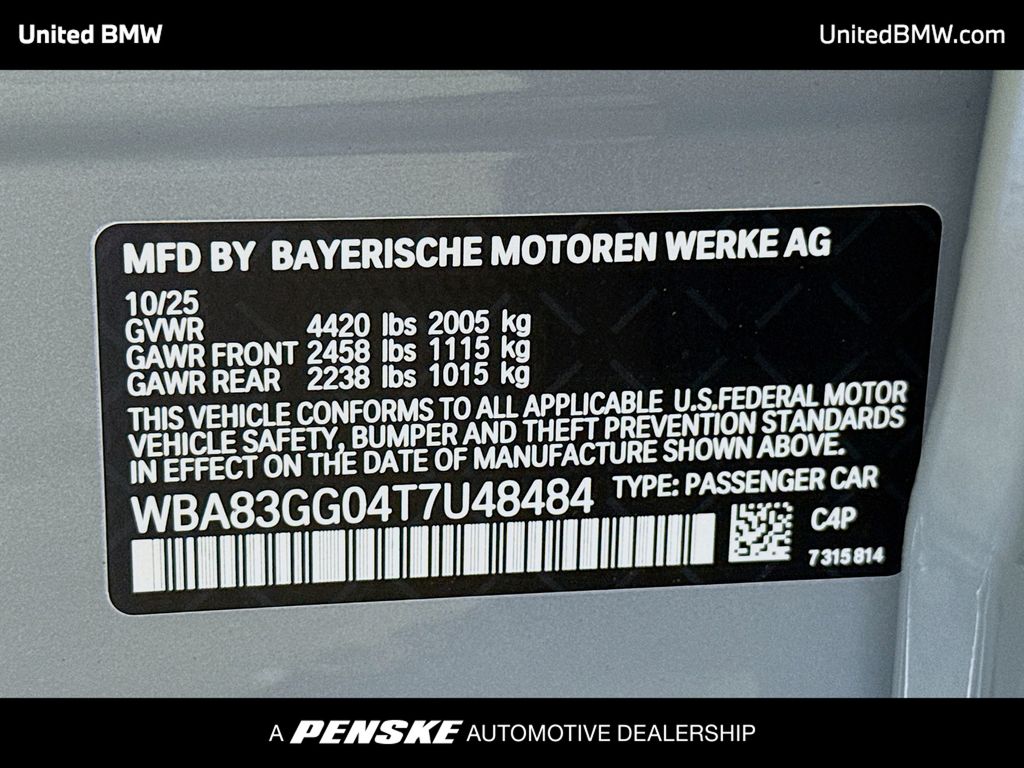 United BMW
UnitedBMW.com
MFD BY BAYERISCHE MOTOREN WERKE AG
10/25
GVWR 4420 lbs 2005 kg
GAWR FRONT 2458 lbs 1115 kg
GAWR REAR 2238 lbs 1015 kg
THIS VEHICLE CONFORMS TO ALL APPLICABLE U.S.FEDERAL MOTOR
VEHICLE SAFETY, BUMPER AND THEFT PREVENTION STANDARDS
IN EFFECT ON THE DATE OF MANUFACTURE SHOWN ABOVE.
WBA83GG04T7U48484 TYPE: PASSENGER CAR
C4P
7315814
A PENSKE AUTOMOTIVE DEALERSHIP